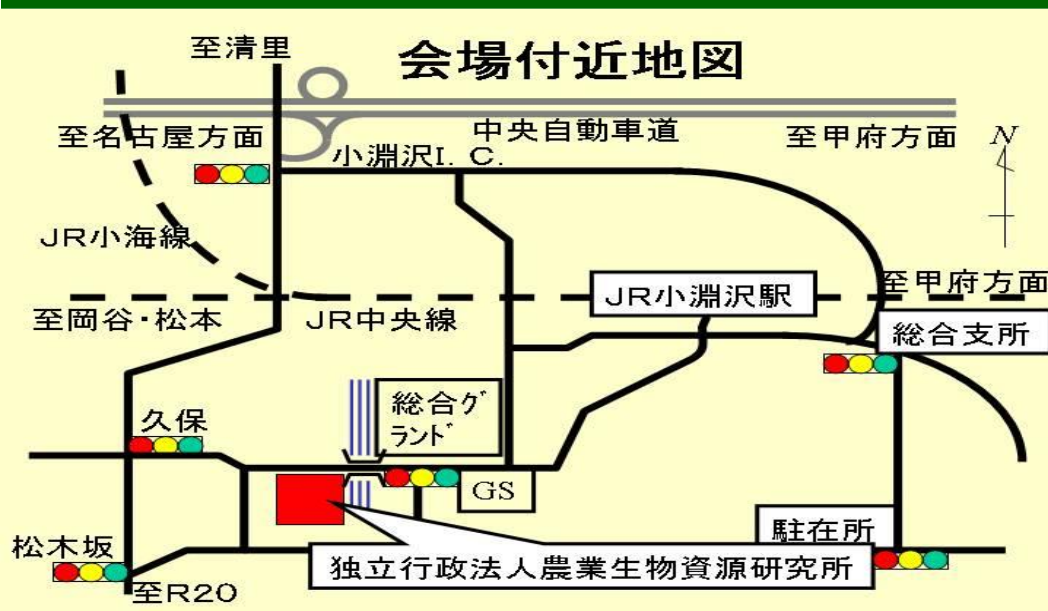 至清里
会場付近地図
至名古屋方面
中央自動車道
至甲府方面
N
小淵沢I. C.
JR小海線
JR小淵沢駅
至甲府方面
至岡谷・松本
JR中央線
総合支所
総合グ
ランド
久保
GS
松木坂
駐在所
独立行政法人農業生物資源研究所
至R20